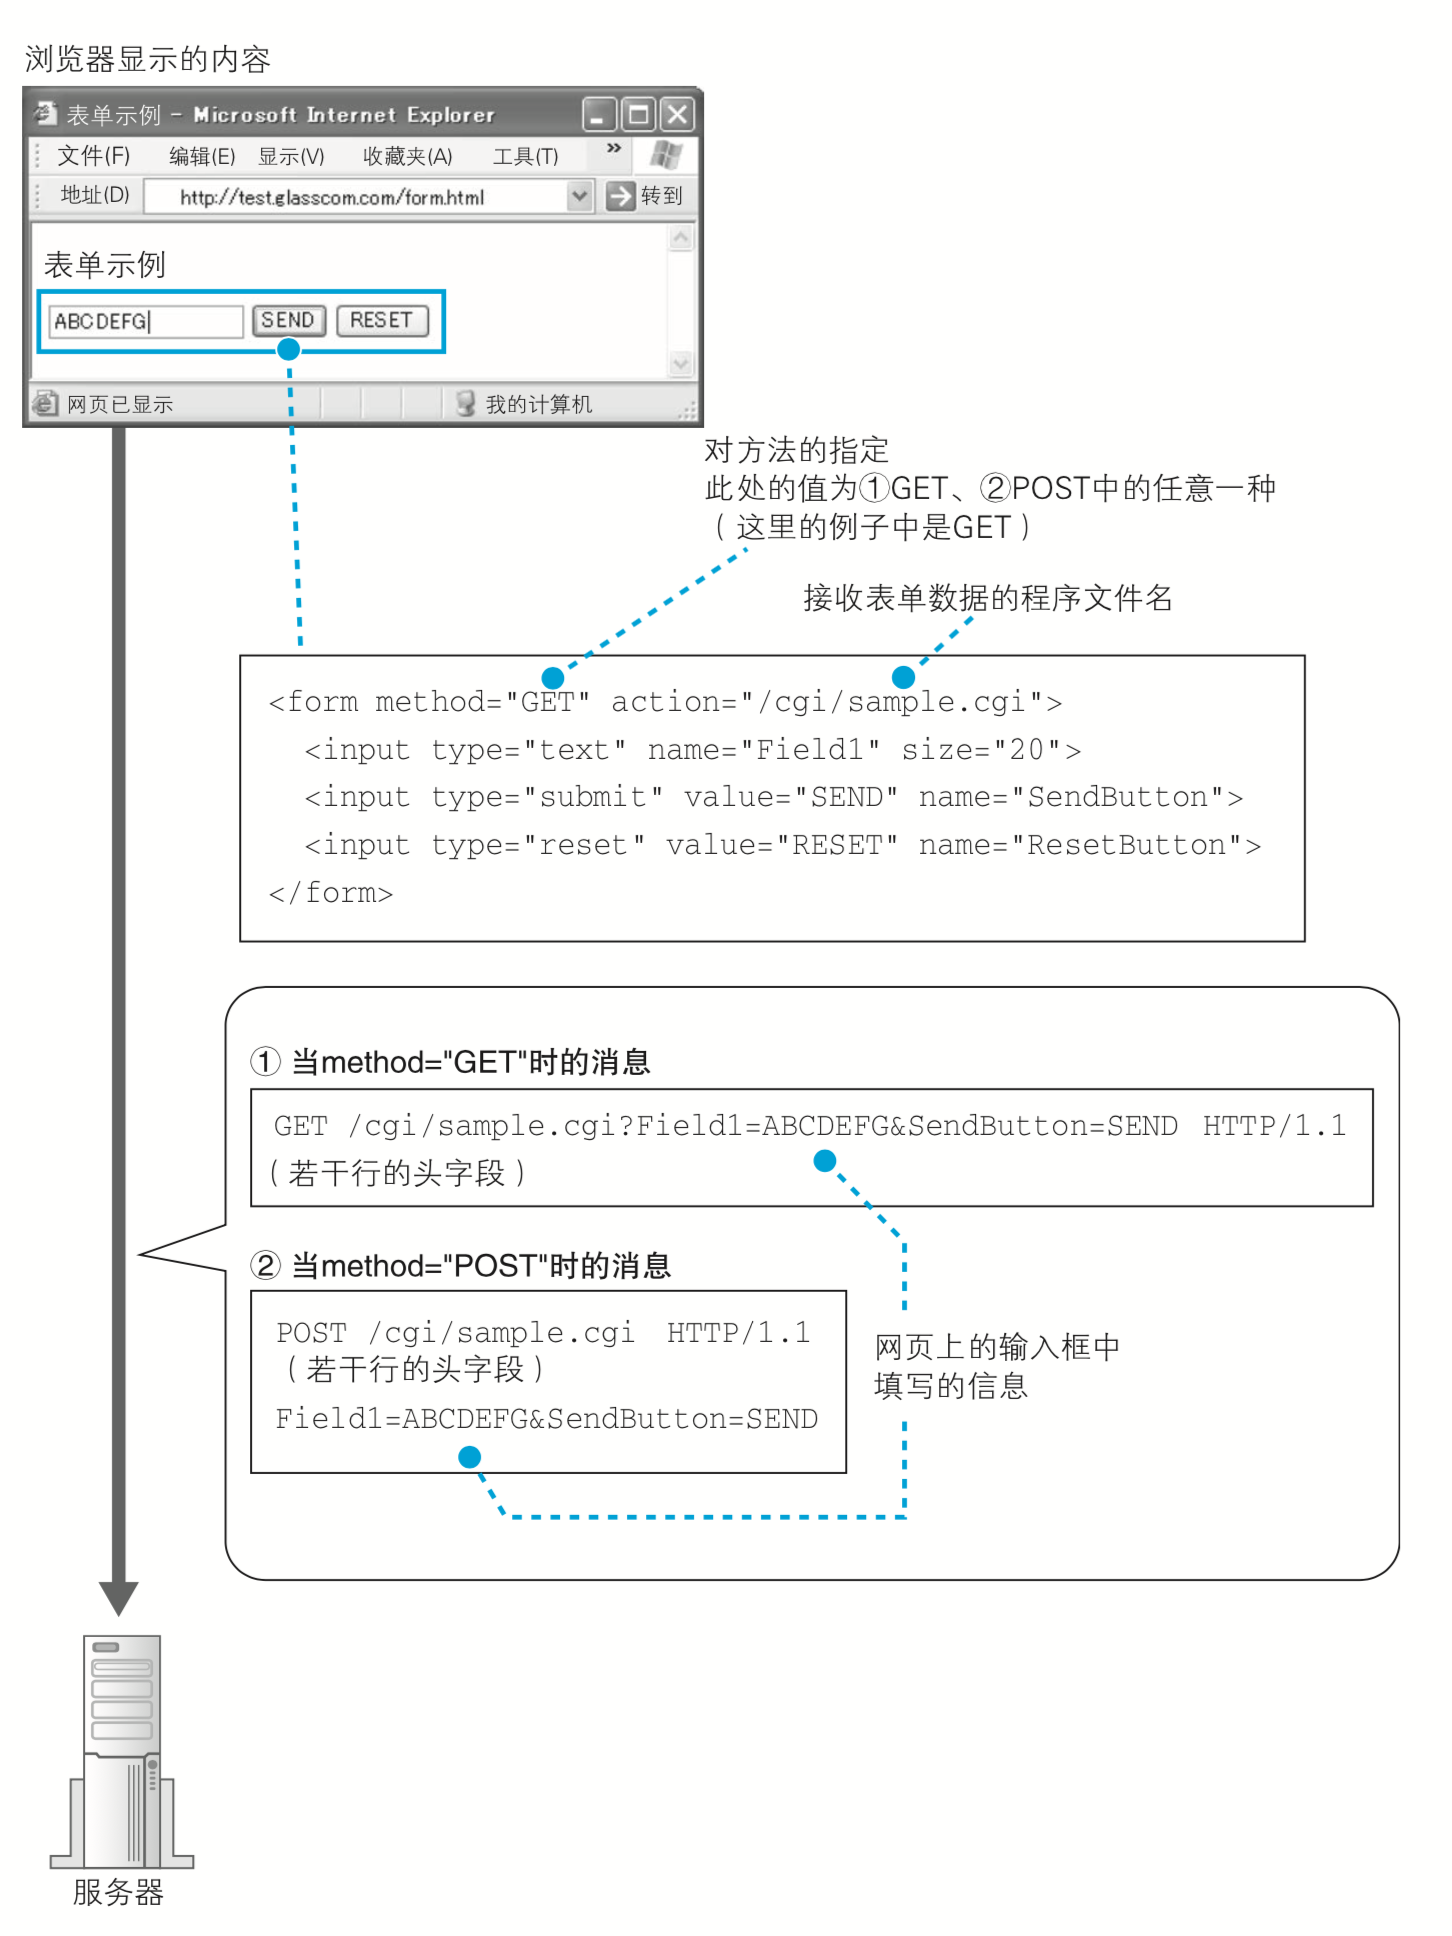 浏览器显示的内容
表单示例 - Microsoft Internet Explorer
文件(F) 编辑(E) 显示(V) 收藏夹(A) 工具(T) »
地址(D) http://test.glasscom.com/form.html 转到
表单示例
ABCDEFG SEND RESET
网页已显示 我的计算机
对方法的指定
此处的值为①GET、②POST中的任意一种
（这里的例子中是GET）
接收表单数据的程序文件名
<form method="GET" action="/cgi/sample.cgi">
<input type="text" name="Field1" size="20">
<input type="submit" value="SEND" name="SendButton">
<input type="reset" value="RESET" name="ResetButton">
</form>
① 当method="GET"时的消息
GET /cgi/sample.cgi?Field1=ABCDEFG&SendButton=SEND HTTP/1.1
（若干行的头字段）
② 当method="POST"时的消息
POST /cgi/sample.cgi HTTP/1.1
（若干行的头字段）
Field1=ABCDEFG&SendButton=SEND
网页上的输入框中
填写的信息
服务器